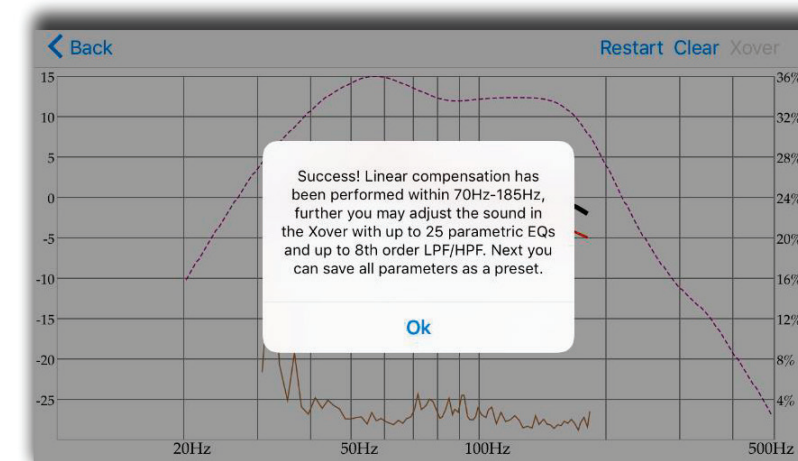 Back Restart Clear Xover
15 36%
10 32%
5 28%
0 24%
-5 20%
-10 16%
-15 12%
-20 8%
-25 4%
Success! Linear compensation has
been performed within 70Hz-185Hz,
further you may adjust the sound in
the Xover with up to 25 parametric EQs
and up to 8th order LPF/HPF. Next you
can save all parameters as a preset.
Ok
20Hz 50Hz 100Hz 500Hz